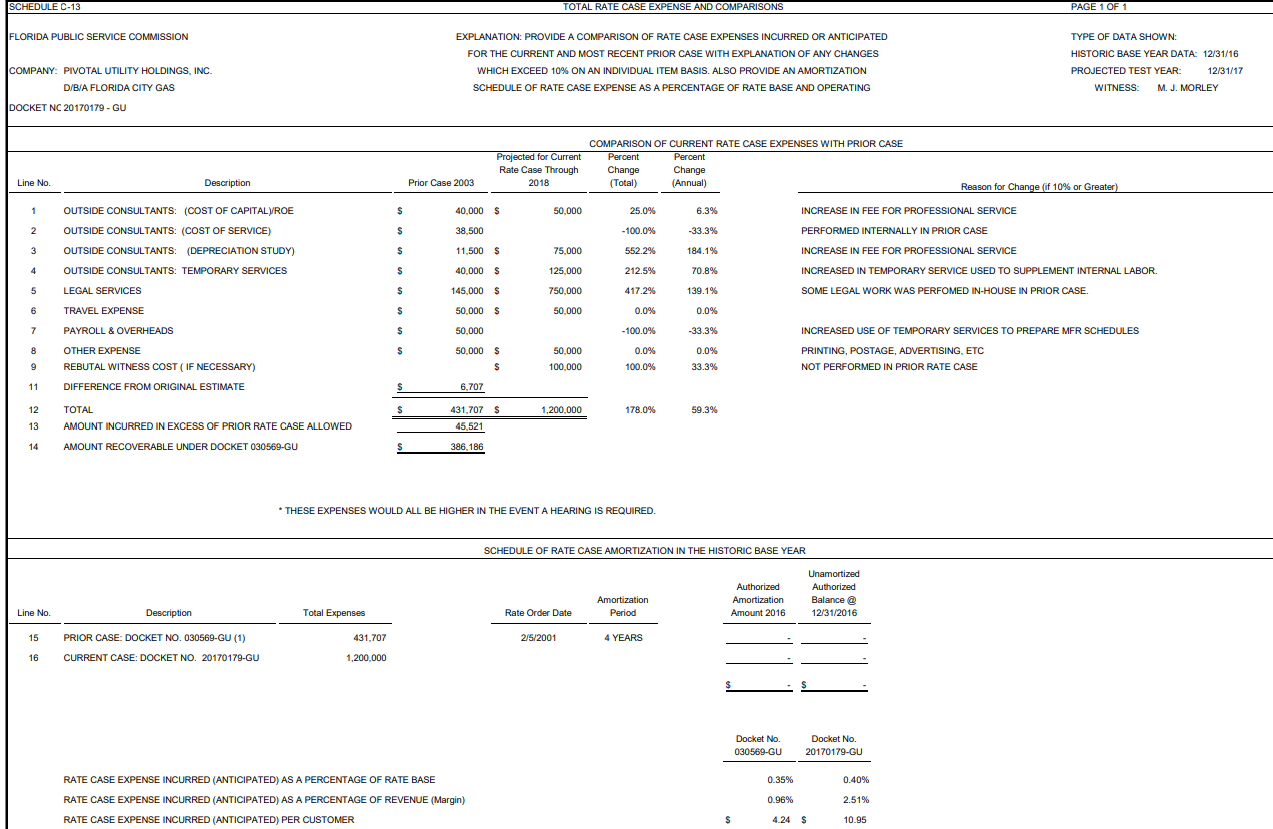 SCHEDULE C-13 TOTAL RATE CASE EXPENSE AND COMPARISONS PAGE 1 OF 1
FLORIDA PUBLIC SERVICE COMMISSION EXPLANATION: PROVIDE A COMPARISON OF RATE CASE EXPENSES INCURRED OR ANTICIPATED TYPE OF DATA SHOWN:
FOR THE CURRENT AND MOST RECENT PRIOR CASE WITH EXPLANATION OF ANY CHANGES HISTORIC BASE YEAR DATA: 12/31/16
COMPANY: PIVOTAL UTILITY HOLDINGS, INC. WHICH EXCEED 10% ON AN INDIVIDUAL ITEM BASIS. ALSO PROVIDE AN AMORTIZATION PROJECTED TEST YEAR: 12/31/17
D/B/A FLORIDA CITY GAS SCHEDULE OF RATE CASE EXPENSE AS A PERCENTAGE OF RATE BASE AND OPERATING WITNESS: M. J. MORLEY
DOCKET NC 20170179 - GU
COMPARISON OF CURRENT RATE CASE EXPENSES WITH PRIOR CASE
Projected for Current Percent Percent
Rate Case Through Change Change
Line No. Description Prior Case 2003 2018 (Total) (Annual) Reason for Change (if 10% or Greater)
1 OUTSIDE CONSULTANTS: (COST OF CAPITAL)/ROE $ 40,000 $ 50,000 25.0% 6.3% INCREASE IN FEE FOR PROFESSIONAL SERVICE
2 OUTSIDE CONSULTANTS: (COST OF SERVICE) $ 38,500 -100.0% -33.3% PERFORMED INTERNALLY IN PRIOR CASE
3 OUTSIDE CONSULTANTS: (DEPRECIATION STUDY) $ 11,500 $ 75,000 552.2% 184.1% INCREASE IN FEE FOR PROFESSIONAL SERVICE
4 OUTSIDE CONSULTANTS: TEMPORARY SERVICES $ 40,000 $ 125,000 212.5% 70.8% INCREASED IN TEMPORARY SERVICE USED TO SUPPLEMENT INTERNAL LABOR.
5 LEGAL SERVICES $ 145,000 $ 750,000 417.2% 139.1% SOME LEGAL WORK WAS PERFOMED IN-HOUSE IN PRIOR CASE.
6 TRAVEL EXPENSE $ 50,000 $ 50,000 0.0% 0.0%
7 PAYROLL & OVERHEADS $ 50,000 -100.0% -33.3% INCREASED USE OF TEMPORARY SERVICES TO PREPARE MFR SCHEDULES
8 OTHER EXPENSE $ 50,000 $ 50,000 0.0% 0.0% PRINTING, POSTAGE, ADVERTISING, ETC
9 REBUTAL WITNESS COST ( IF NECESSARY) $ 100,000 100.0% 33.3% NOT PERFORMED IN PRIOR RATE CASE
11 DIFFERENCE FROM ORIGINAL ESTIMATE $ 6,707
12 TOTAL $ 431,707 $ 1,200,000 178.0% 59.3%
13 AMOUNT INCURRED IN EXCESS OF PRIOR RATE CASE ALLOWED 45,521
14 AMOUNT RECOVERABLE UNDER DOCKET 030569-GU $ 386,186
* THESE EXPENSES WOULD ALL BE HIGHER IN THE EVENT A HEARING IS REQUIRED.
SCHEDULE OF RATE CASE AMORTIZATION IN THE HISTORIC BASE YEAR
Unamortized
Authorized Authorized
Amortization Amortization Balance @
Line No. Description Total Expenses Rate Order Date Period Amount 2016 12/31/2016
15 PRIOR CASE: DOCKET NO. 030569-GU (1) 431,707 2/5/2001 4 YEARS - -
16 CURRENT CASE: DOCKET NO. 20170179-GU 1,200,000 - -
$ - $ -
Docket No. Docket No.
030569-GU 20170179-GU
RATE CASE EXPENSE INCURRED (ANTICIPATED) AS A PERCENTAGE OF RATE BASE 0.35% 0.40%
RATE CASE EXPENSE INCURRED (ANTICIPATED) AS A PERCENTAGE OF REVENUE (Margin) 0.96% 2.51%
RATE CASE EXPENSE INCURRED (ANTICIPATED) PER CUSTOMER $ 4.24 $ 10.95